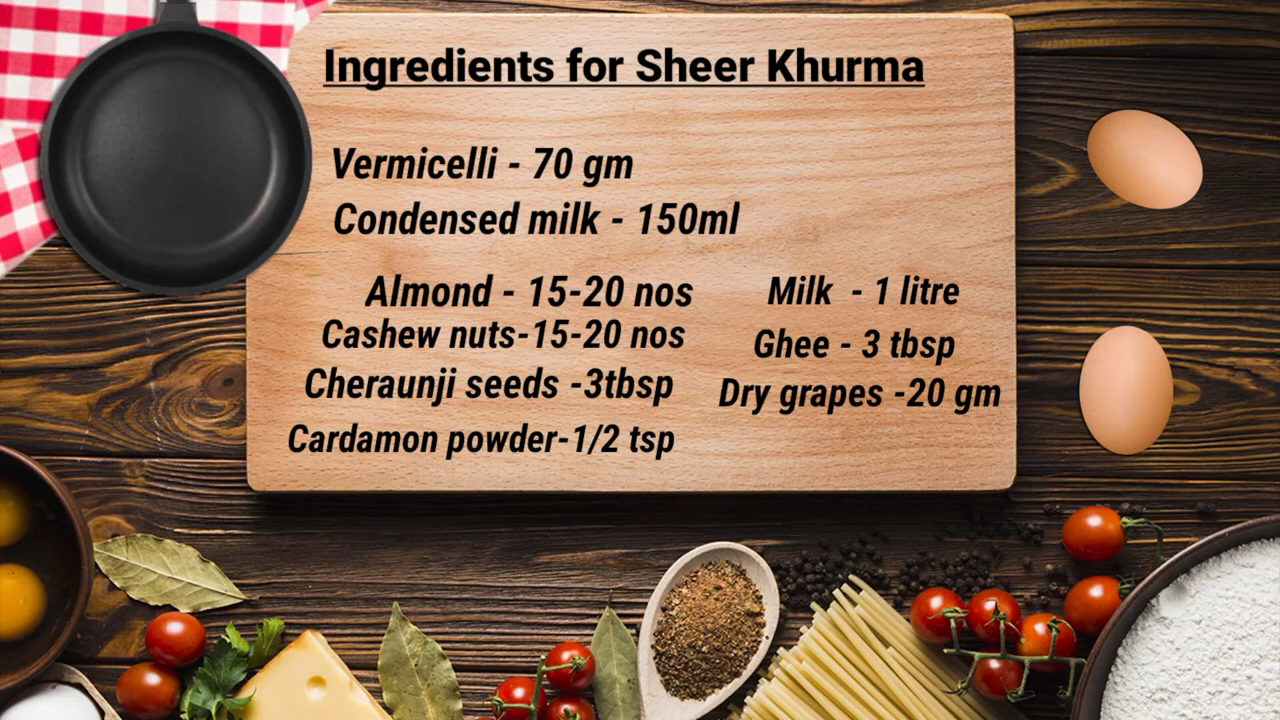 Ingredients for Sheer Khurma
Vermicelli - 70 gm
Condensed milk - 150ml
Almond - 15-20 nos
Cashew nuts-15-20 nos
Cheraunji seeds -3tbsp
Cardamon powder-1/2 tsp
Milk - 1 litre
Ghee - 3 tbsp
Dry grapes -20 gm